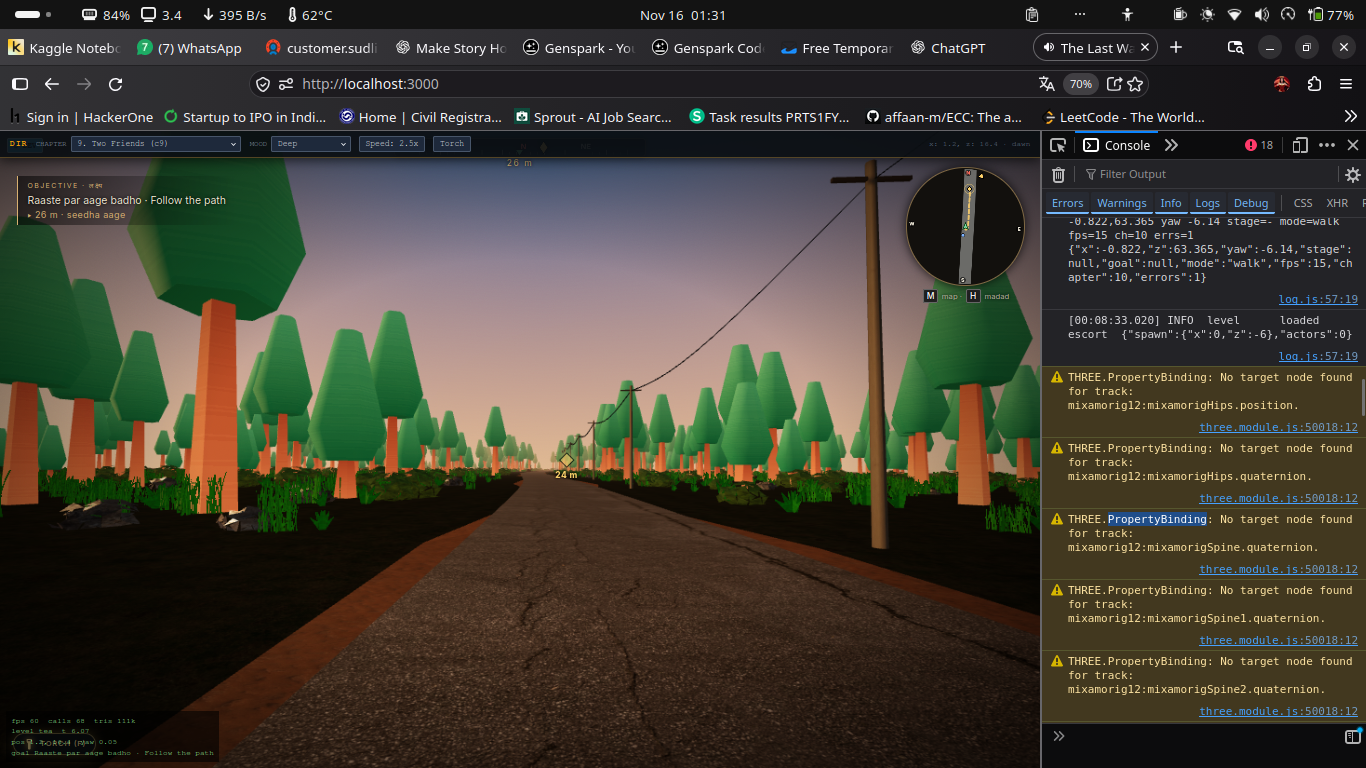 84% 3.4 395 B/s 62°C Nov 16 01:31 77%
Kaggle Notebo (7) WhatsApp customer.sudli Make Story Ho Genspark - You Genspark Cod Free Temporar ChatGPT The Last Wa
http://localhost:3000 70%
Sign in | HackerOne Startup to IPO in Indi... Home | Civil Registra... Sprout - AI Job Searc... Task results PRTS1FY... affaan-m/ECC: The a... LeetCode - The World...
DIR CHAPTER 9. Two Friends (c9) MOOD Deep Speed: 2.5x Torch
26 m
OBJECTIVE · लक्ष्य
Raaste par aage badho · Follow the path
26 m · seedha aage
N
W
E
S
M map · H madad
24 m
fps 60 calls 68 tris 111k
level tea t 6.07
TORCH (F)
goal Raaste par aage badho · Follow the path
Console 18
Filter Output
Errors Warnings Info Logs Debug CSS XHR
-0.822,63.365 yaw -6.14 stage=- mode=walk
fps=15 ch=10 errs=1
{"x":-0.822,"z":63.365,"yaw":-6.14,"stage":
null,"goal":null,"mode":"walk","fps":15,"ch
apter":10,"errors":1}
log.js:57:19
[00:08:33.020] INFO level loaded
escort {"spawn":{"x":0,"z":-6},"actors":0}
log.js:57:19
THREE.PropertyBinding: No target node found
for track:
mixamorig12:mixamorigHips.position.
three.module.js:50018:12
THREE.PropertyBinding: No target node found
for track:
mixamorig12:mixamorigHips.quaternion.
three.module.js:50018:12
THREE.PropertyBinding: No target node found
for track:
mixamorig12:mixamorigSpine.quaternion.
three.module.js:50018:12
THREE.PropertyBinding: No target node found
for track:
mixamorig12:mixamorigSpine1.quaternion.
three.module.js:50018:12
THREE.PropertyBinding: No target node found
for track:
mixamorig12:mixamorigSpine2.quaternion.
three.module.js:50018:12